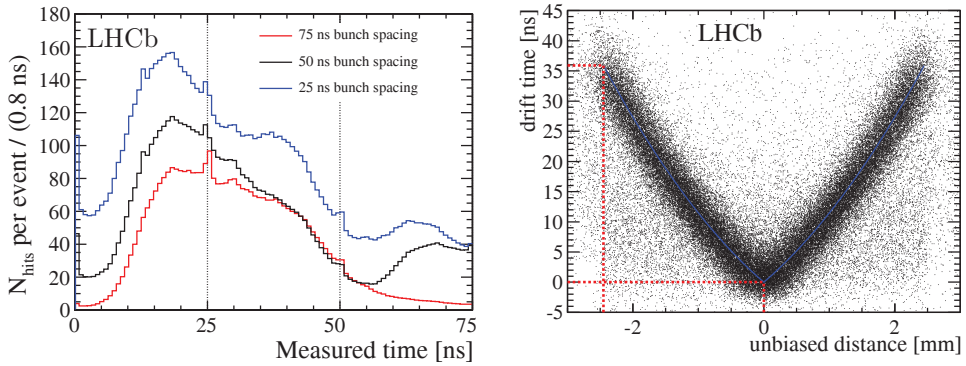 LHCb
75 ns bunch spacing
50 ns bunch spacing
25 ns bunch spacing
N_hits per event / (0.8 ns)
180
160
140
120
100
80
60
40
20
0
0 25 50 75
Measured time [ns]
LHCb
drift time [ns]
45
40
35
30
25
20
15
10
5
0
-5
-2 0 2
unbiased distance [mm]